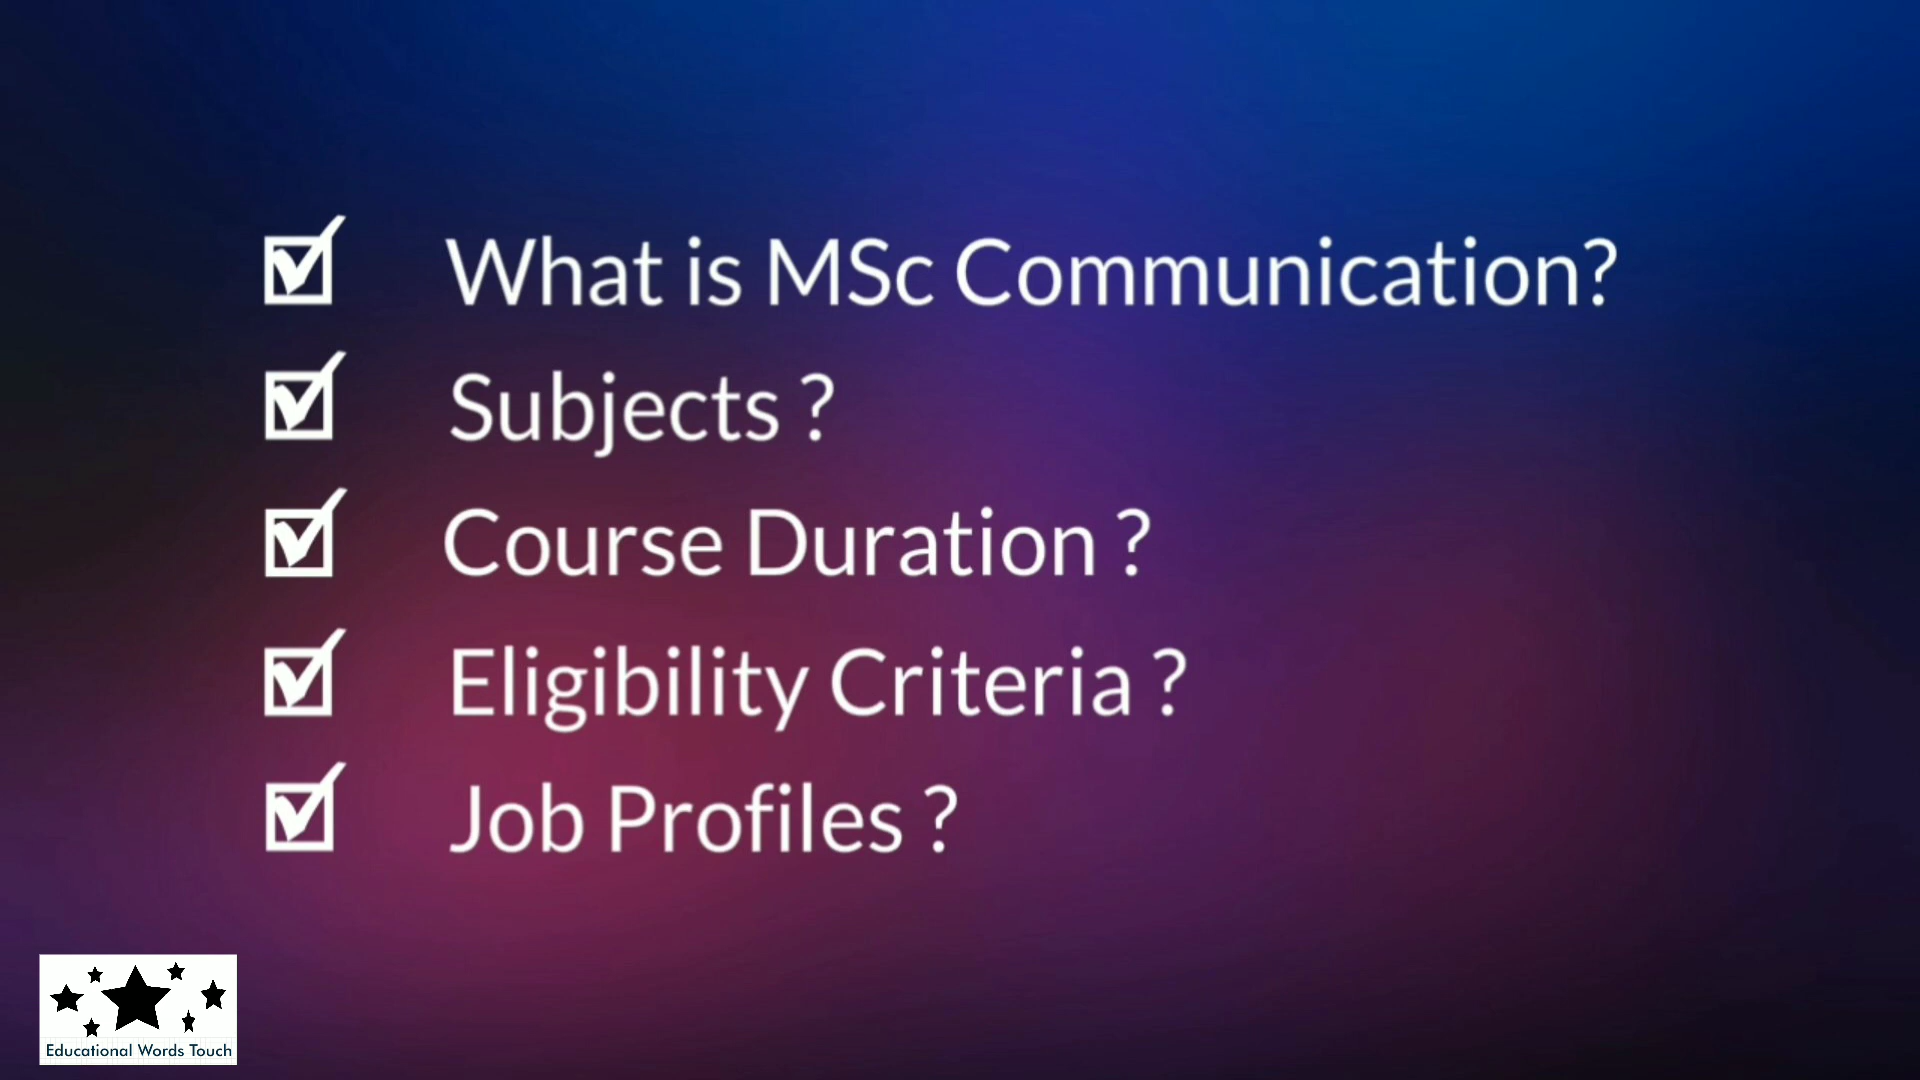 What is MSc Communication?
Subjects ?
Course Duration ?
Eligibility Criteria ?
Job Profiles ?
Educational Words Touch